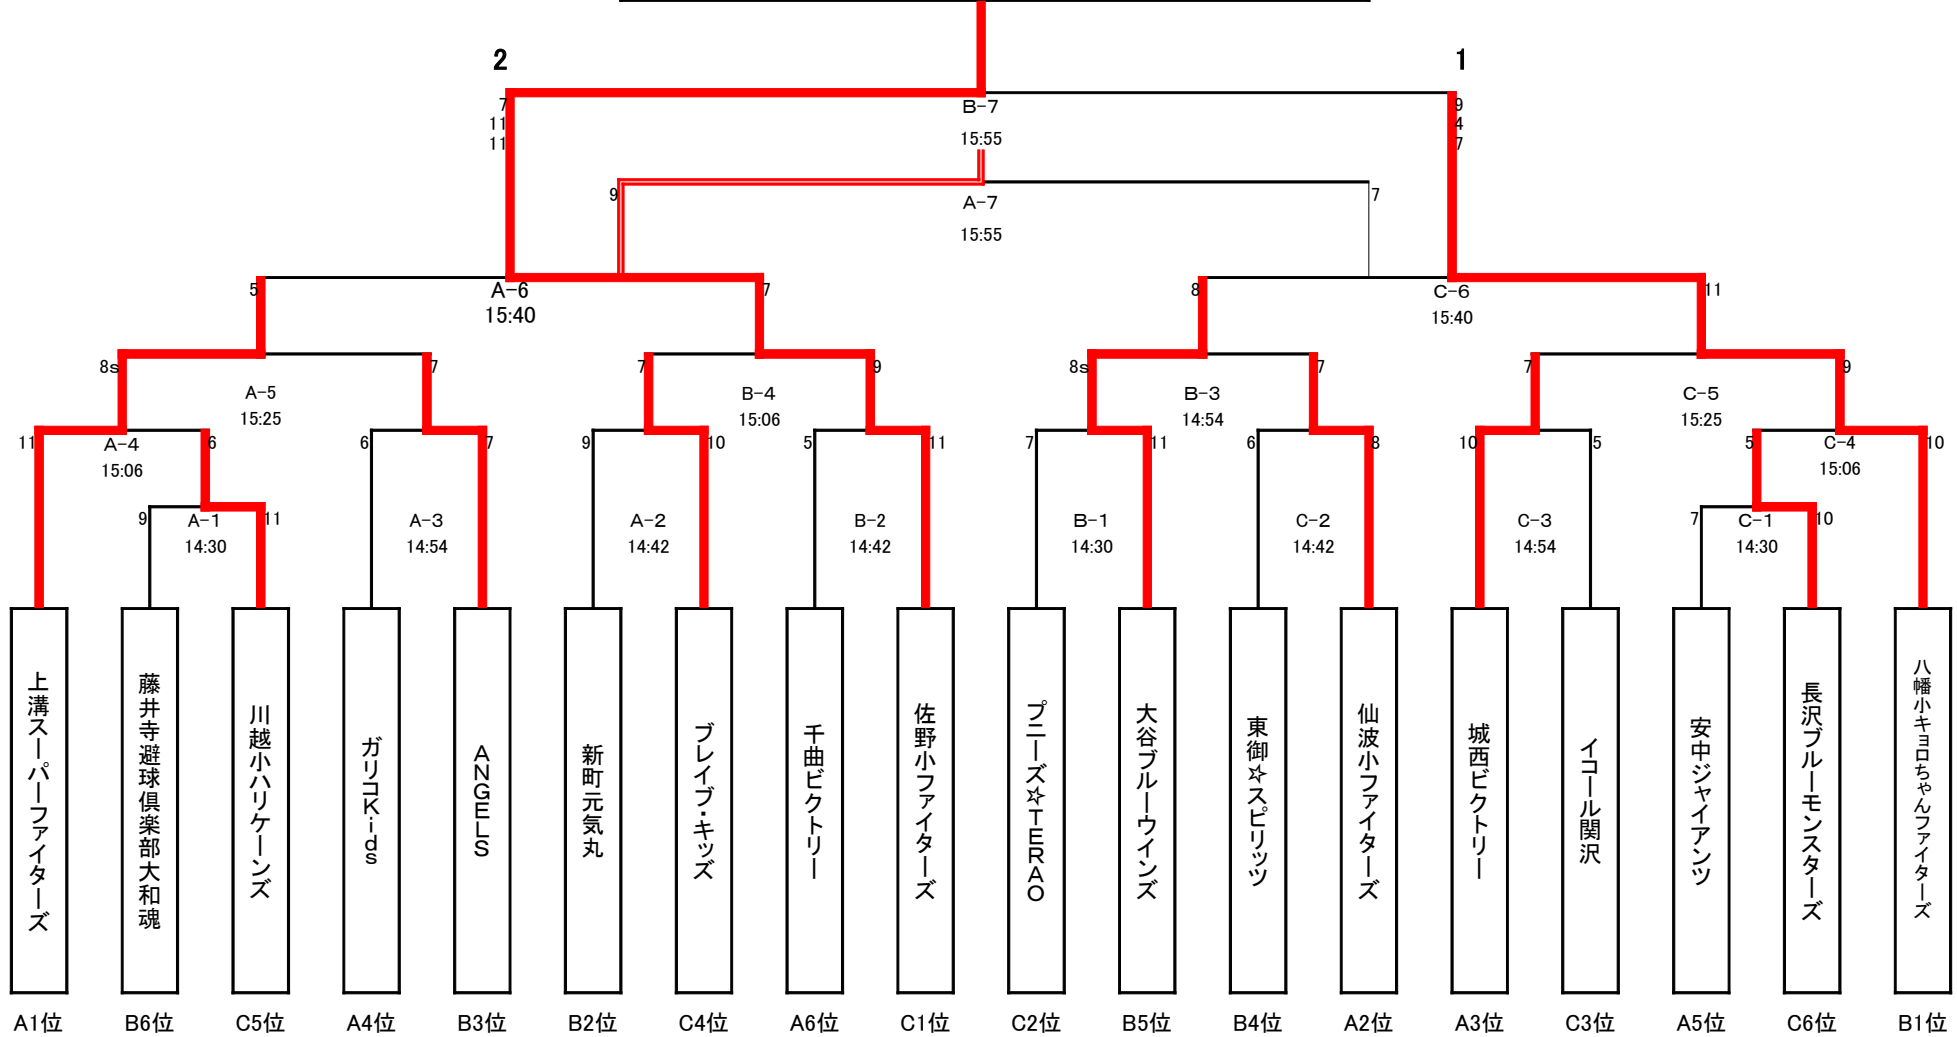 2 1
7 B-7 9
11 4
11 15:55 7
9 A-7 7
15:55
5 A-6 7 8 C-6 11
15:40 15:40
8s 7 7 9 8s 7 7 9
A-5 B-4 B-3 C-5
15:25 15:06 14:54 15:25
11 A-4 6 6 7 9 10 5 11 7 11 6 8 10 5 5 C-4 10
15:06 15:06
9 A-1 11 A-3 A-2 B-2 B-1 C-2 C-3 7 C-1 10
14:30 14:54 14:42 14:42 14:30 14:42 14:54 14:30
上溝スーパーファイターズ
藤井寺避球倶楽部大和魂
川越小ハリケーンズ
ガリコKids
ANGELS
新町元気丸
ブレイブ・キッズ
千曲ビクトリー
佐野小ファイターズ
プニーズ☆TERAO
大谷ブルーウインズ
東御☆スピリッツ
仙波小ファイターズ
城西ビクトリー
イコール関沢
安中ジャイアンツ
長沢ブルーモンスターズ
八幡小キョロちゃんファイターズ
A1位 B6位 C5位 A4位 B3位 B2位 C4位 A6位 C1位 C2位 B5位 B4位 A2位 A3位 C3位 A5位 C6位 B1位